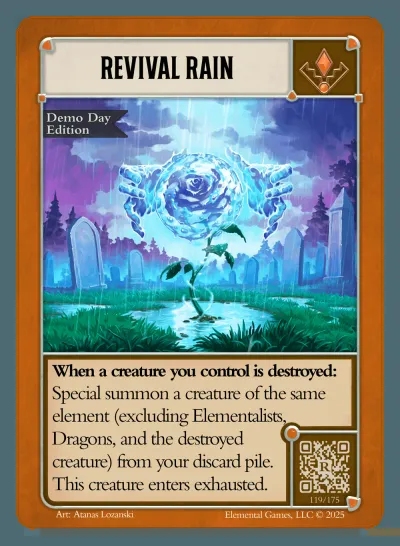 REVIVAL RAIN
Demo Day
Edition
When a creature you control is destroyed:
Special summon a creature of the same
element (excluding Elementalists,
Dragons, and the destroyed
creature) from your discard pile.
This creature enters exhausted.
R
119/175
Art: Atanas Lozanski
Elemental Games, LLC © 2025